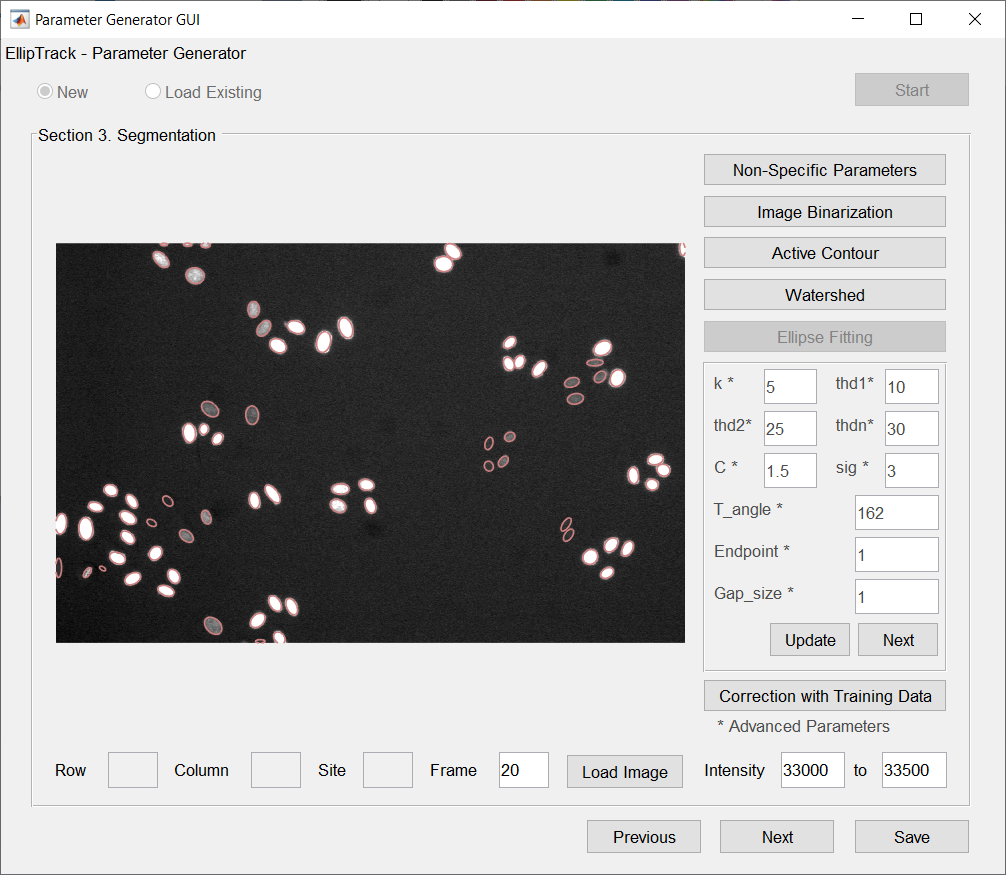 Parameter Generator GUI
EllipTrack - Parameter Generator
New
Load Existing
Start
Section 3. Segmentation
Non-Specific Parameters
Image Binarization
Active Contour
Watershed
Ellipse Fitting
k * 5 thd1* 10
thd2* 25 thdn* 30
C * 1.5 sig * 3
T_angle * 162
Endpoint * 1
Gap_size * 1
Update Next
Correction with Training Data
* Advanced Parameters
Row Column Site Frame 20 Load Image Intensity 33000 to 33500
Previous Next Save